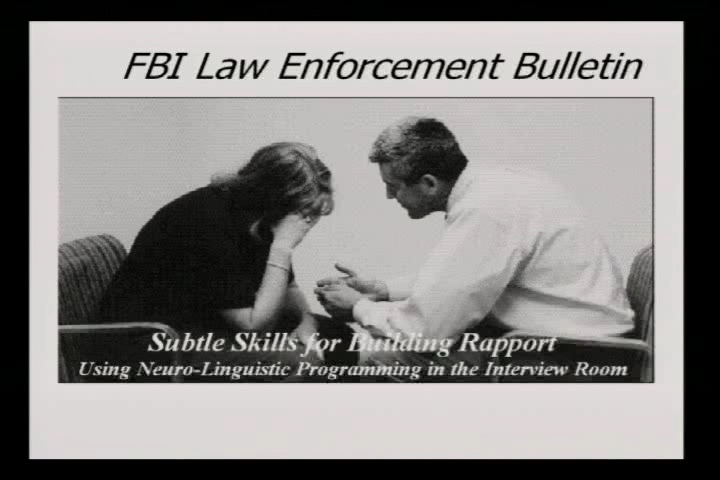 FBI Law Enforcement Bulletin
Subtle Skills for Building Rapport
Using Neuro-Linguistic Programming in the Interview Room